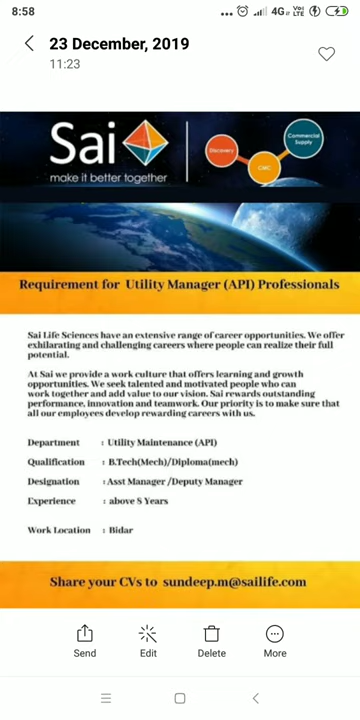 8:58
... 4G Vo) LTE
23 December, 2019
11:23
Sai
make it better together
Discovery
CMC
Commercial
Supply
Requirement for Utility Manager (API) Professionals
Sai Life Sciences have an extensive range of career opportunities. We offer
exhilarating and challenging careers where people can realize their full
potential.
At Sai we provide a work culture that offers learning and growth
opportunities. We seek talented and motivated people who can
work together and add value to our vision. Sai rewards outstanding
performance, innovation and teamwork. Our priority is to make sure that
all our employees develop rewarding careers with us.
Department : Utility Maintenance (API)
Qualification : B.Tech(Mech)/Diploma(mech)
Designation : Asst Manager /Deputy Manager
Experience : above 8 Years
Work Location : Bidar
Share your CVs to sundeep.m@sailife.com
Send Edit Delete More